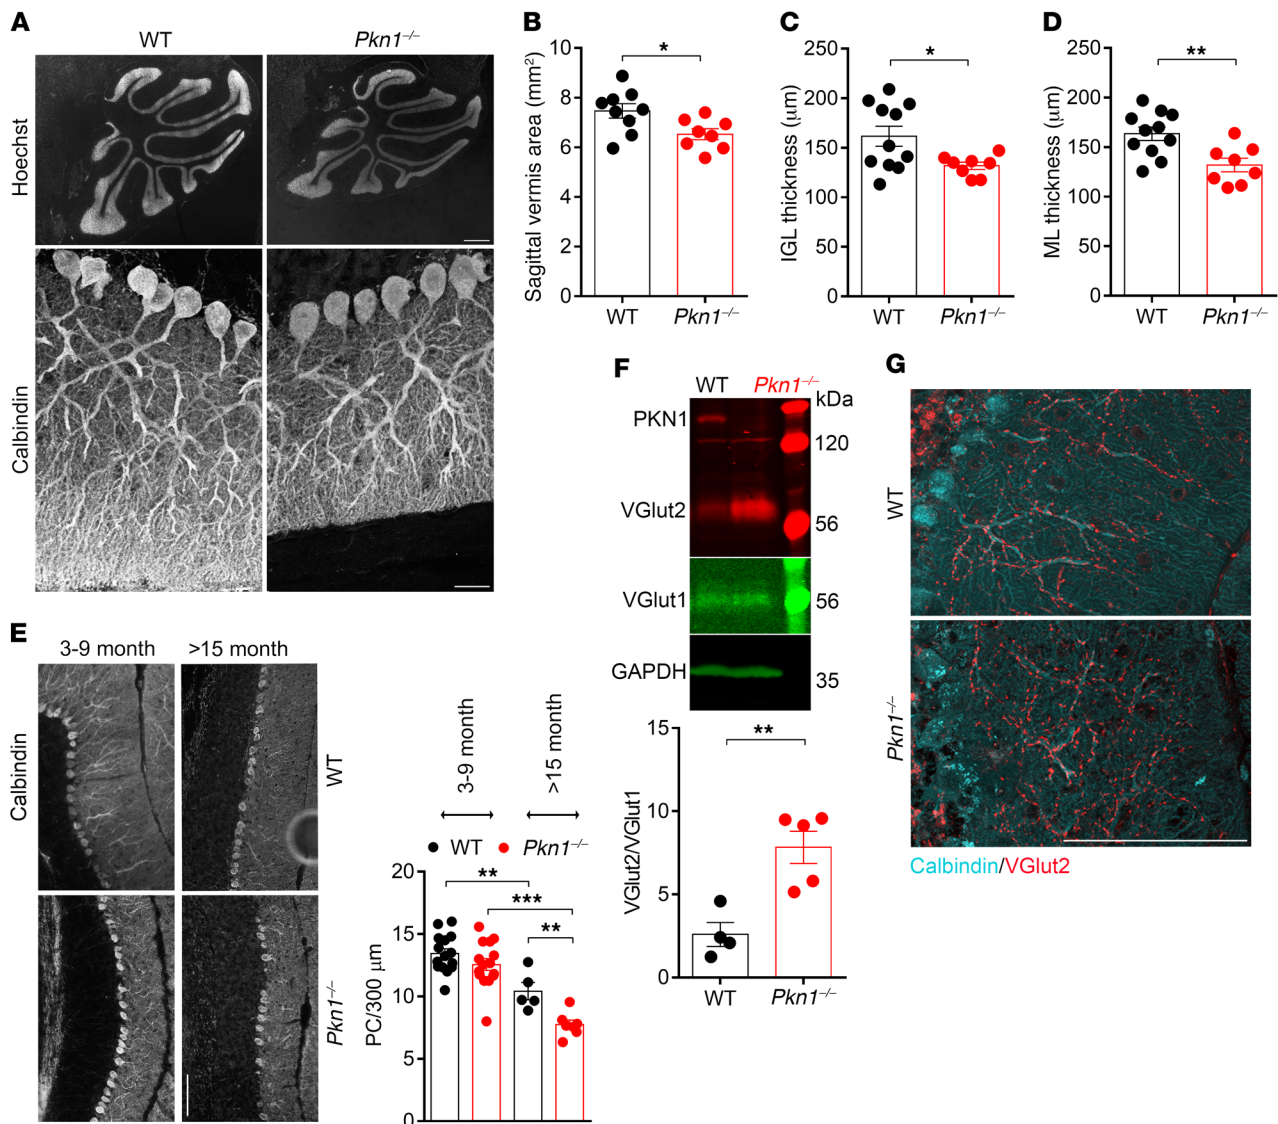 A
WT
Pkn1⁻/⁻
Hoechst
Calbindin
B
Sagittal vermis area (mm²)
10
8
6
4
2
0
*
WT
Pkn1⁻/⁻
C
IGL thickness (μm)
250
200
150
100
50
0
*
WT
Pkn1⁻/⁻
D
ML thickness (μm)
250
200
150
100
50
0
**
WT
Pkn1⁻/⁻
E
3-9 month
>15 month
Calbindin
WT
Pkn1⁻/⁻
3-9 month
>15 month
WT
Pkn1⁻/⁻
PC/300 μm
20
15
10
5
0
**
***
**
F
WT
Pkn1⁻/⁻
kDa
PKN1
120
VGlut2
56
VGlut1
56
GAPDH
35
VGlut2/VGlut1
15
10
5
0
**
WT
Pkn1⁻/⁻
G
WT
Pkn1⁻/⁻
Calbindin/VGlut2